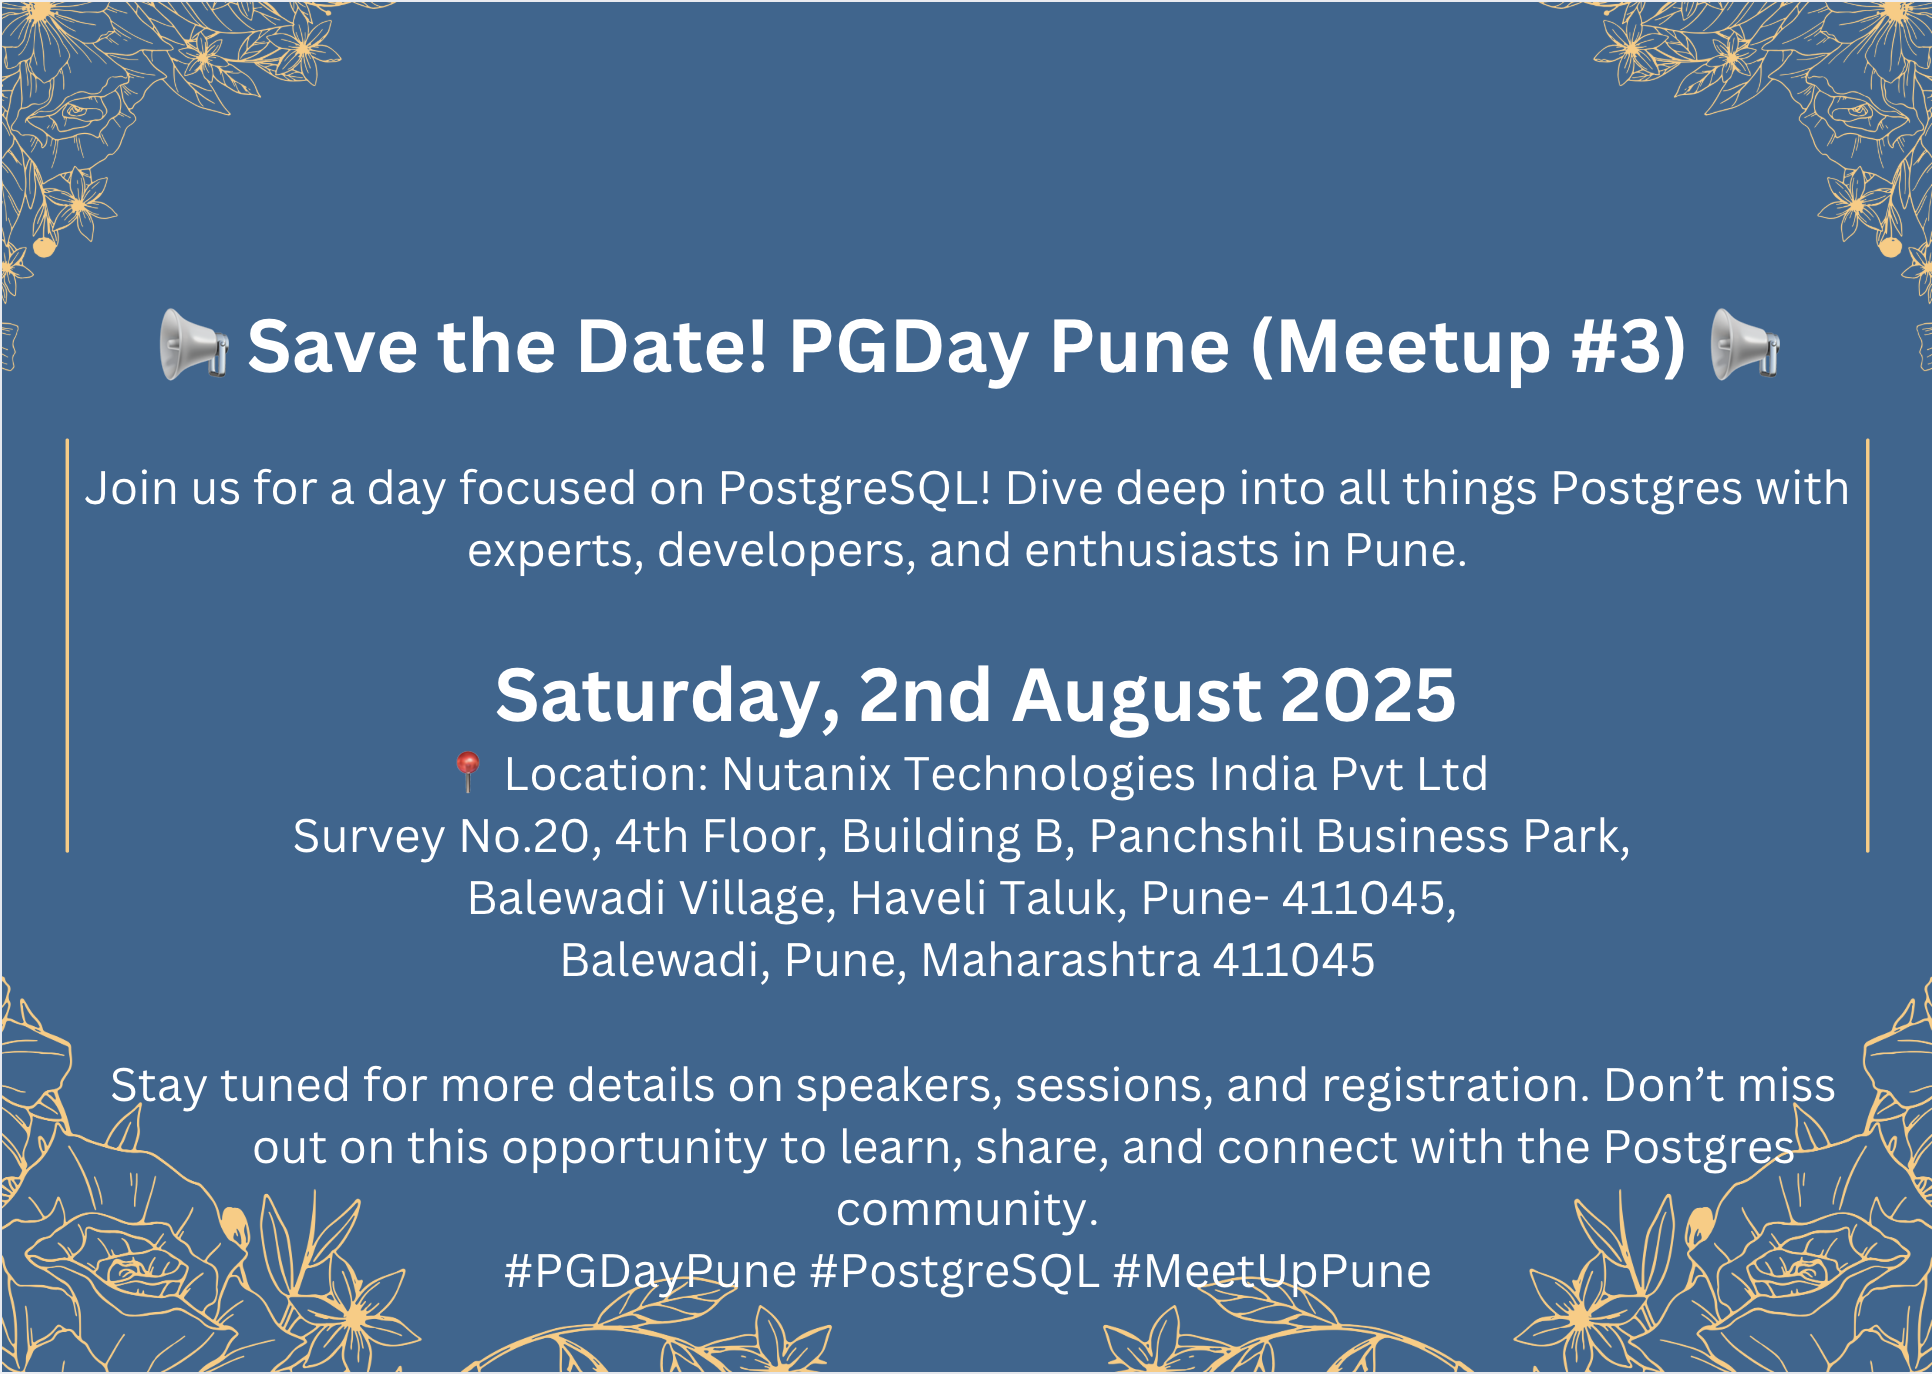 📢 Save the Date! PGDay Pune (Meetup #3) 📢
Join us for a day focused on PostgreSQL! Dive deep into all things Postgres with
experts, developers, and enthusiasts in Pune.
Saturday, 2nd August 2025
📍 Location: Nutanix Technologies India Pvt Ltd
Survey No.20, 4th Floor, Building B, Panchshil Business Park,
Balewadi Village, Haveli Taluk, Pune- 411045,
Balewadi, Pune, Maharashtra 411045
Stay tuned for more details on speakers, sessions, and registration. Don’t miss
out on this opportunity to learn, share, and connect with the Postgres
community.
#PGDayPune #PostgreSQL #MeetUpPune